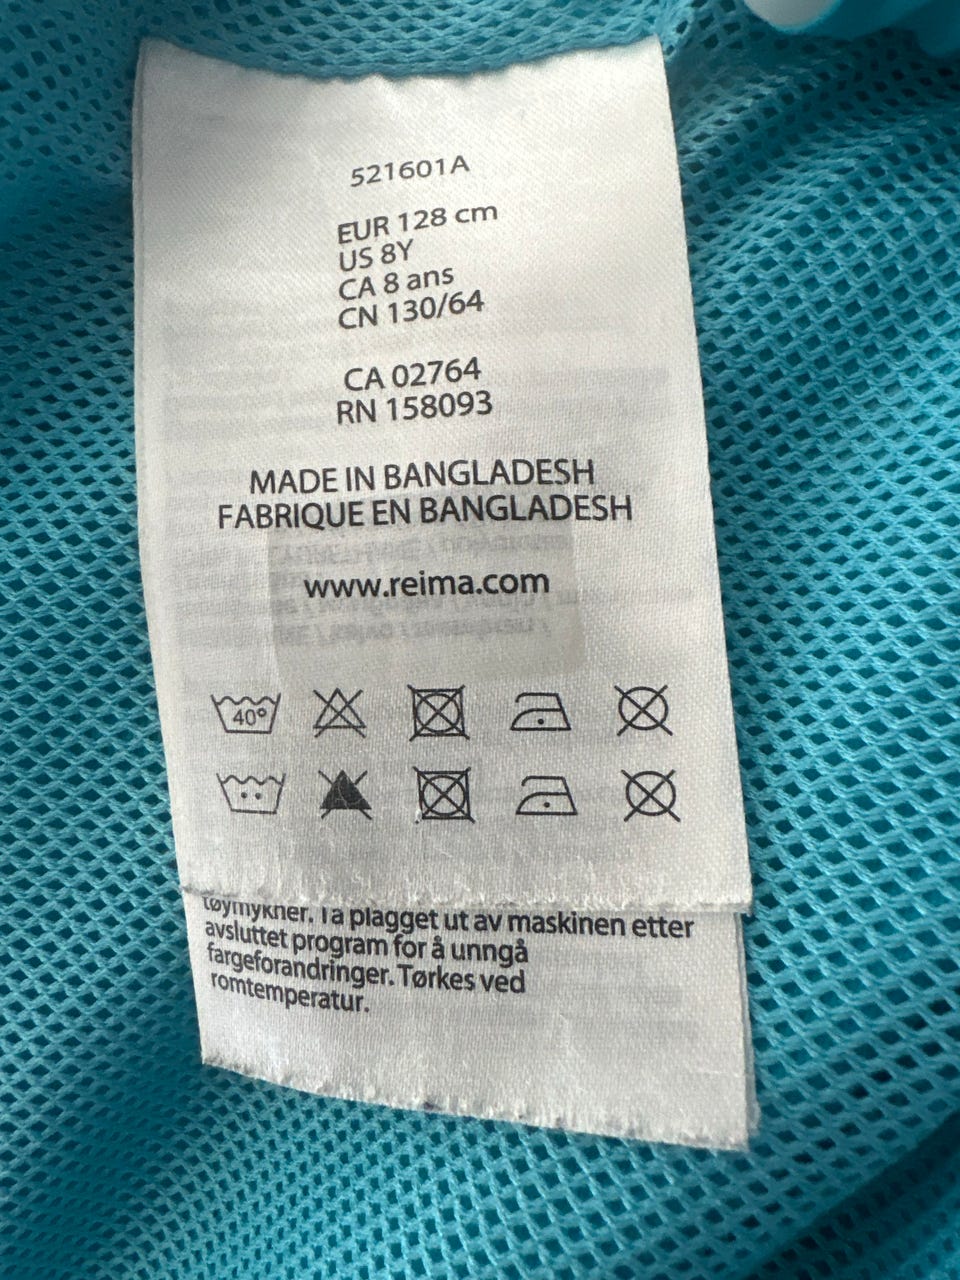 521601A
EUR 128 cm
US 8Y
CA 8 ans
CN 130/64
CA 02764
RN 158093
MADE IN BANGLADESH
FABRIQUE EN BANGLADESH
www.reima.com
40°
tøymykner. Ta plagget ut av maskinen etter
avsluttet program for å unngå
fargeforandringer. Tørkes ved
romtemperatur.